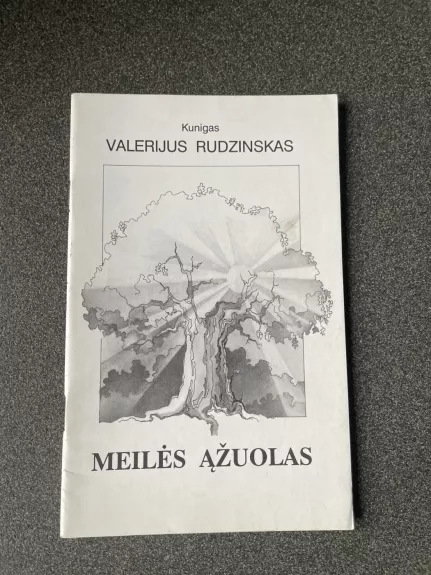 Kunigas
VALERIJUS RUDZINSKAS
MEILĖS ĄŽUOLAS